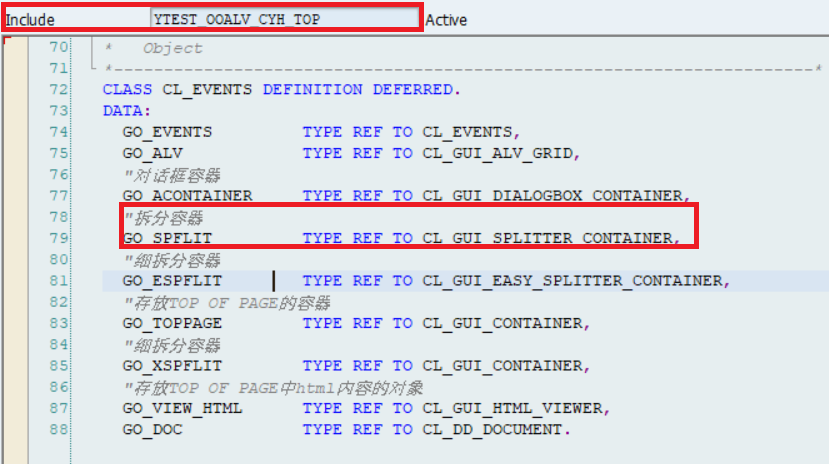 Include YTEST_OOALV_CYH_TOP Active
70 * Object
71 *----------------------------------------------------------------------*
72 CLASS CL_EVENTS DEFINITION DEFERRED.
73 DATA:
74 GO_EVENTS TYPE REF TO CL_EVENTS,
75 GO_ALV TYPE REF TO CL_GUI_ALV_GRID,
76 "对话框容器
77 GO_ACONTAINER TYPE REF TO CL_GUI_DIALOGBOX_CONTAINER,
78 "拆分容器
79 GO_SPFLIT TYPE REF TO CL_GUI_SPLITTER_CONTAINER,
80 "细拆分容器
81 GO_ESPFLIT TYPE REF TO CL_GUI_EASY_SPLITTER_CONTAINER,
82 "存放TOP OF PAGE的容器
83 GO_TOPPAGE TYPE REF TO CL_GUI_CONTAINER,
84 "细拆分容器
85 GO_XSPFLIT TYPE REF TO CL_GUI_CONTAINER,
86 "存放TOP OF PAGE中html内容的对象
87 GO_VIEW_HTML TYPE REF TO CL_GUI_HTML_VIEWER,
88 GO_DOC TYPE REF TO CL_DD_DOCUMENT.